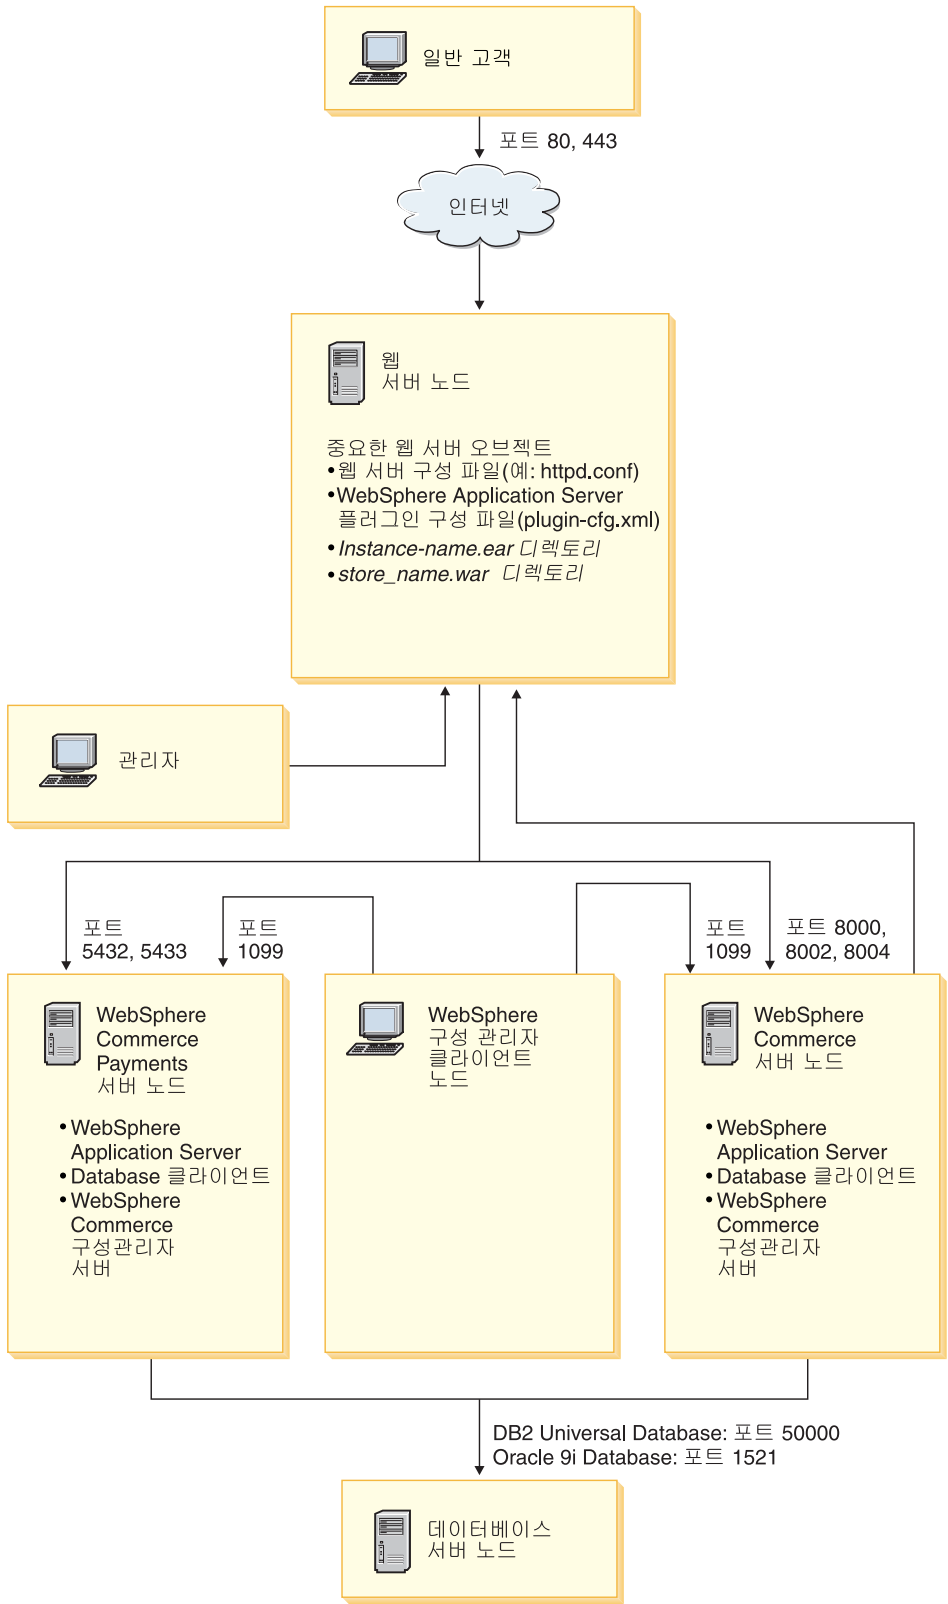 일반 고객
포트 80, 443
인터넷
웹
서버 노드
중요한 웹 서버 오브젝트
•웹 서버 구성 파일(예: httpd.conf)
•WebSphere Application Server
플러그인 구성 파일(plugin-cfg.xml)
•Instance-name.ear 디렉토리
•store_name.war 디렉토리
관리자
포트
5432, 5433
포트
1099
포트
1099
포트 8000,
8002, 8004
WebSphere
Commerce
Payments
서버 노드
•WebSphere
Application Server
•Database 클라이언트
•WebSphere
Commerce
구성관리자
서버
WebSphere
구성 관리자
클라이언트
노드
WebSphere
Commerce
서버 노드
•WebSphere
Application Server
•Database 클라이언트
•WebSphere
Commerce
구성관리자
서버
DB2 Universal Database: 포트 50000
Oracle 9i Database: 포트 1521
데이터베이스
서버 노드